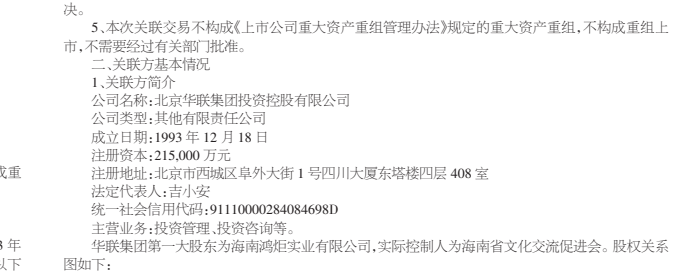 决。
5、本次关联交易不构成《上市公司重大资产重组管理办法》规定的重大资产重组,不构成重组上
市,不需要经过有关部门批准。
二、关联方基本情况
1、关联方简介
公司名称:北京华联集团投资控股有限公司
公司类型:其他有限责任公司
成立日期:1993 年 12 月 18 日
注册资本:215,000 万元
注册地址:北京市西城区阜外大街 1 号四川大厦东塔楼四层 408 室
法定代表人:吉小安
统一社会信用代码:91110000284084698D
主营业务:投资管理、投资咨询等。
华联集团第一大股东为海南鸿炬实业有限公司,实际控制人为海南省文化交流促进会。股权关系
图如下:
成重
年
以下